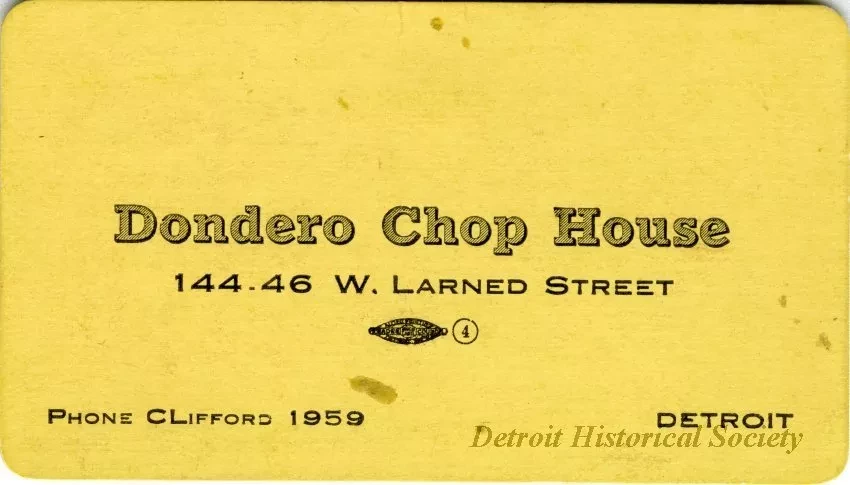 Dondero Chop House
144-46 W. Larned Street
4
Phone CLifford 1959
DETROIT
Detroit Historical Society